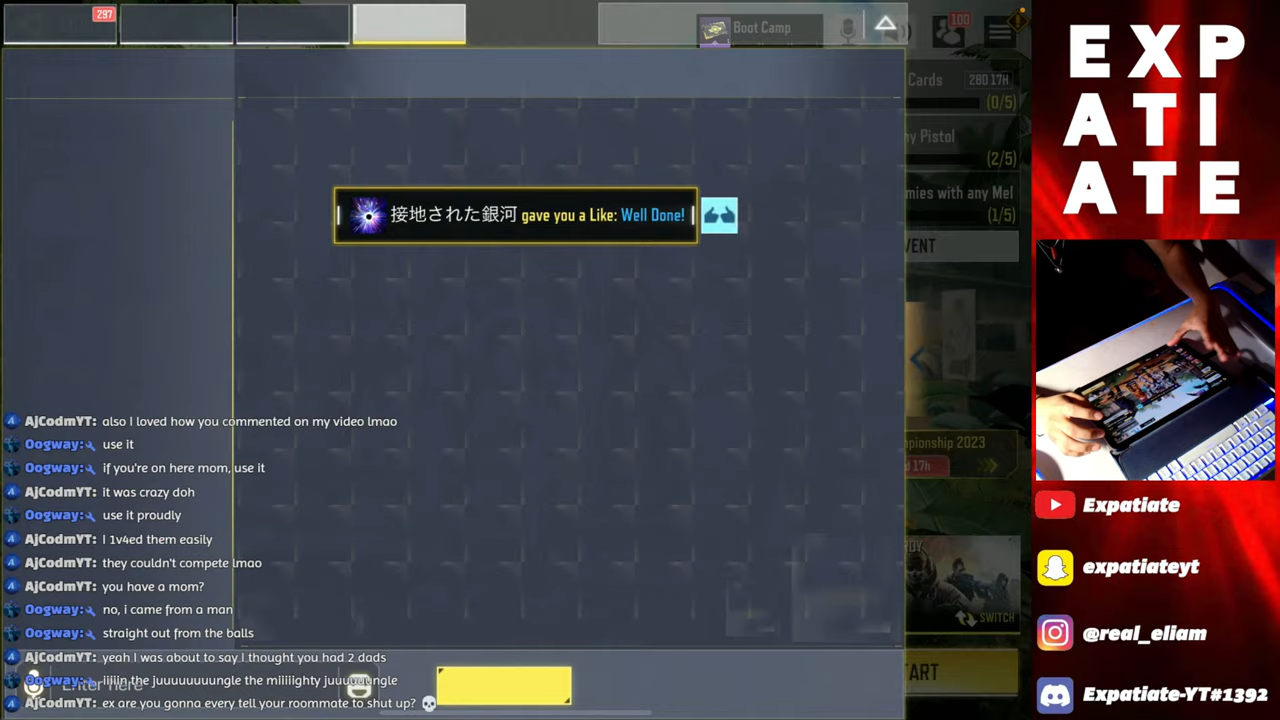 297
Boot Camp
100
Cards
280 17H
(0/5)
ny Pistol
(2/5)
emies with any Mel
(1/5)
VENT
接地された銀河 gave you a Like: Well Done!
mpionship 2023
d 17h
SWITCH
TART
Enter here
AjCodmYT: also I loved how you commented on my video lmao
Oogway: use it
Oogway: if you're on here mom, use it
AjCodmYT: it was crazy doh
Oogway: use it proudly
AjCodmYT: I 1v4ed them easily
AjCodmYT: they couldn't compete lmao
AjCodmYT: you have a mom?
Oogway: no, i came from a man
Oogway: straight out from the balls
AjCodmYT: yeah I was about to say I thought you had 2 dads
Oogway: iiiiin the juuuuuuuungle the miiiiighty juuuuuungle
AjCodmYT: ex are you gonna every tell your roommate to shut up? 💀
EXP
ATI
ATE
Expatiate
expatiateyt
@real_eliam
Expatiate-YT#1392